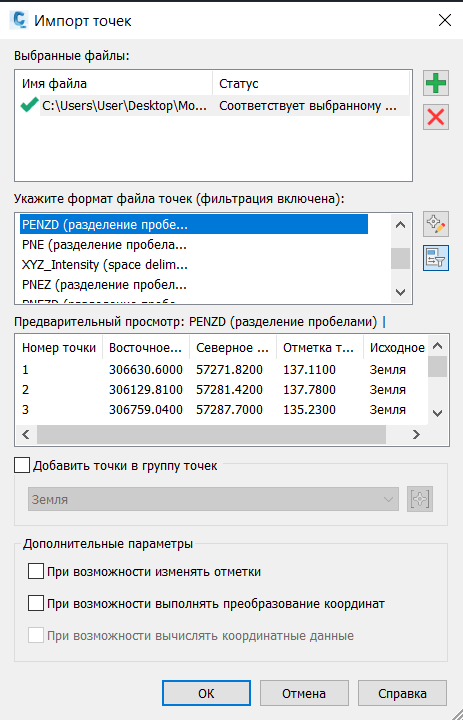 Импорт точек
Выбранные файлы:
Имя файла Статус
C:\Users\User\Desktop\Mo... Соответствует выбранному ...
Укажите формат файла точек (фильтрация включена):
PENZD (разделение пробе...
PNE (разделение пробела...
XYZ_Intensity (space delim...
PNEZ (разделение пробел...
Предварительный просмотр: PENZD (разделение пробелами)
Номер точки Восточное... Северное ... Отметка т... Исходное
1 306630.6000 57271.8200 137.1100 Земля
2 306129.8100 57281.4200 137.7800 Земля
3 306759.0400 57287.7000 135.2300 Земля
Добавить точки в группу точек
Земля
Дополнительные параметры
При возможности изменять отметки
При возможности выполнять преобразование координат
При возможности вычислять координатные данные
OK Отмена Справка